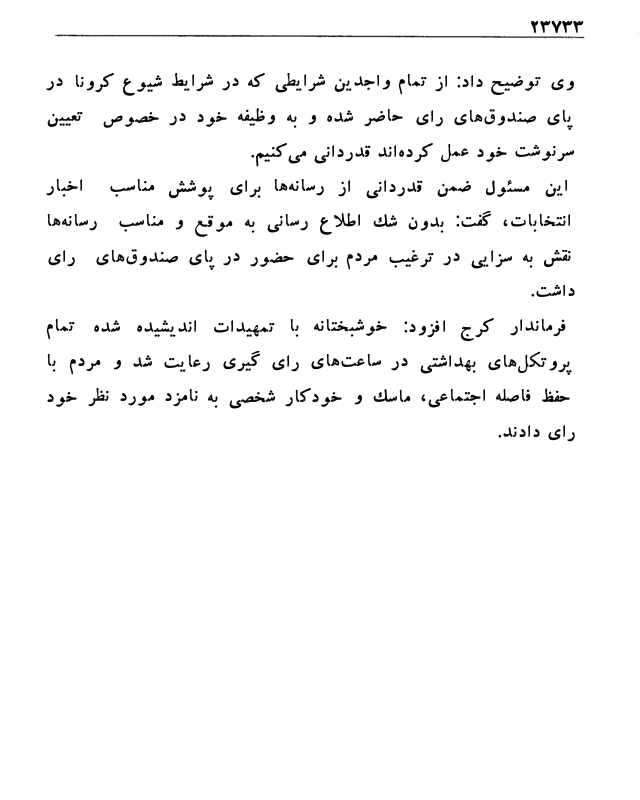 ۲۳۷۳۳
وی توضیح داد: از تمام واجدین شرایطی که در شرایط شیوع کرونا در
پای صندوق‌های رای حاضر شده و به وظیفه خود در خصوص تعیین
سرنوشت خود عمل کرده‌اند قدردانی می‌کنیم.
این مسئول ضمن قدردانی از رسانه‌ها برای پوشش مناسب اخبار
انتخابات، گفت: بدون شك اطلاع رسانی به موقع و مناسب رسانه‌ها
نقش به سزایی در ترغیب مردم برای حضور در پای صندوق‌های رای
داشت.
فرماندار کرج افزود: خوشبختانه با تمهیدات اندیشیده شده تمام
پروتکل‌های بهداشتی در ساعت‌های رای گیری رعایت شد و مردم با
حفظ فاصله اجتماعی، ماسك و خودکار شخصی به نامزد مورد نظر خود
رای دادند.